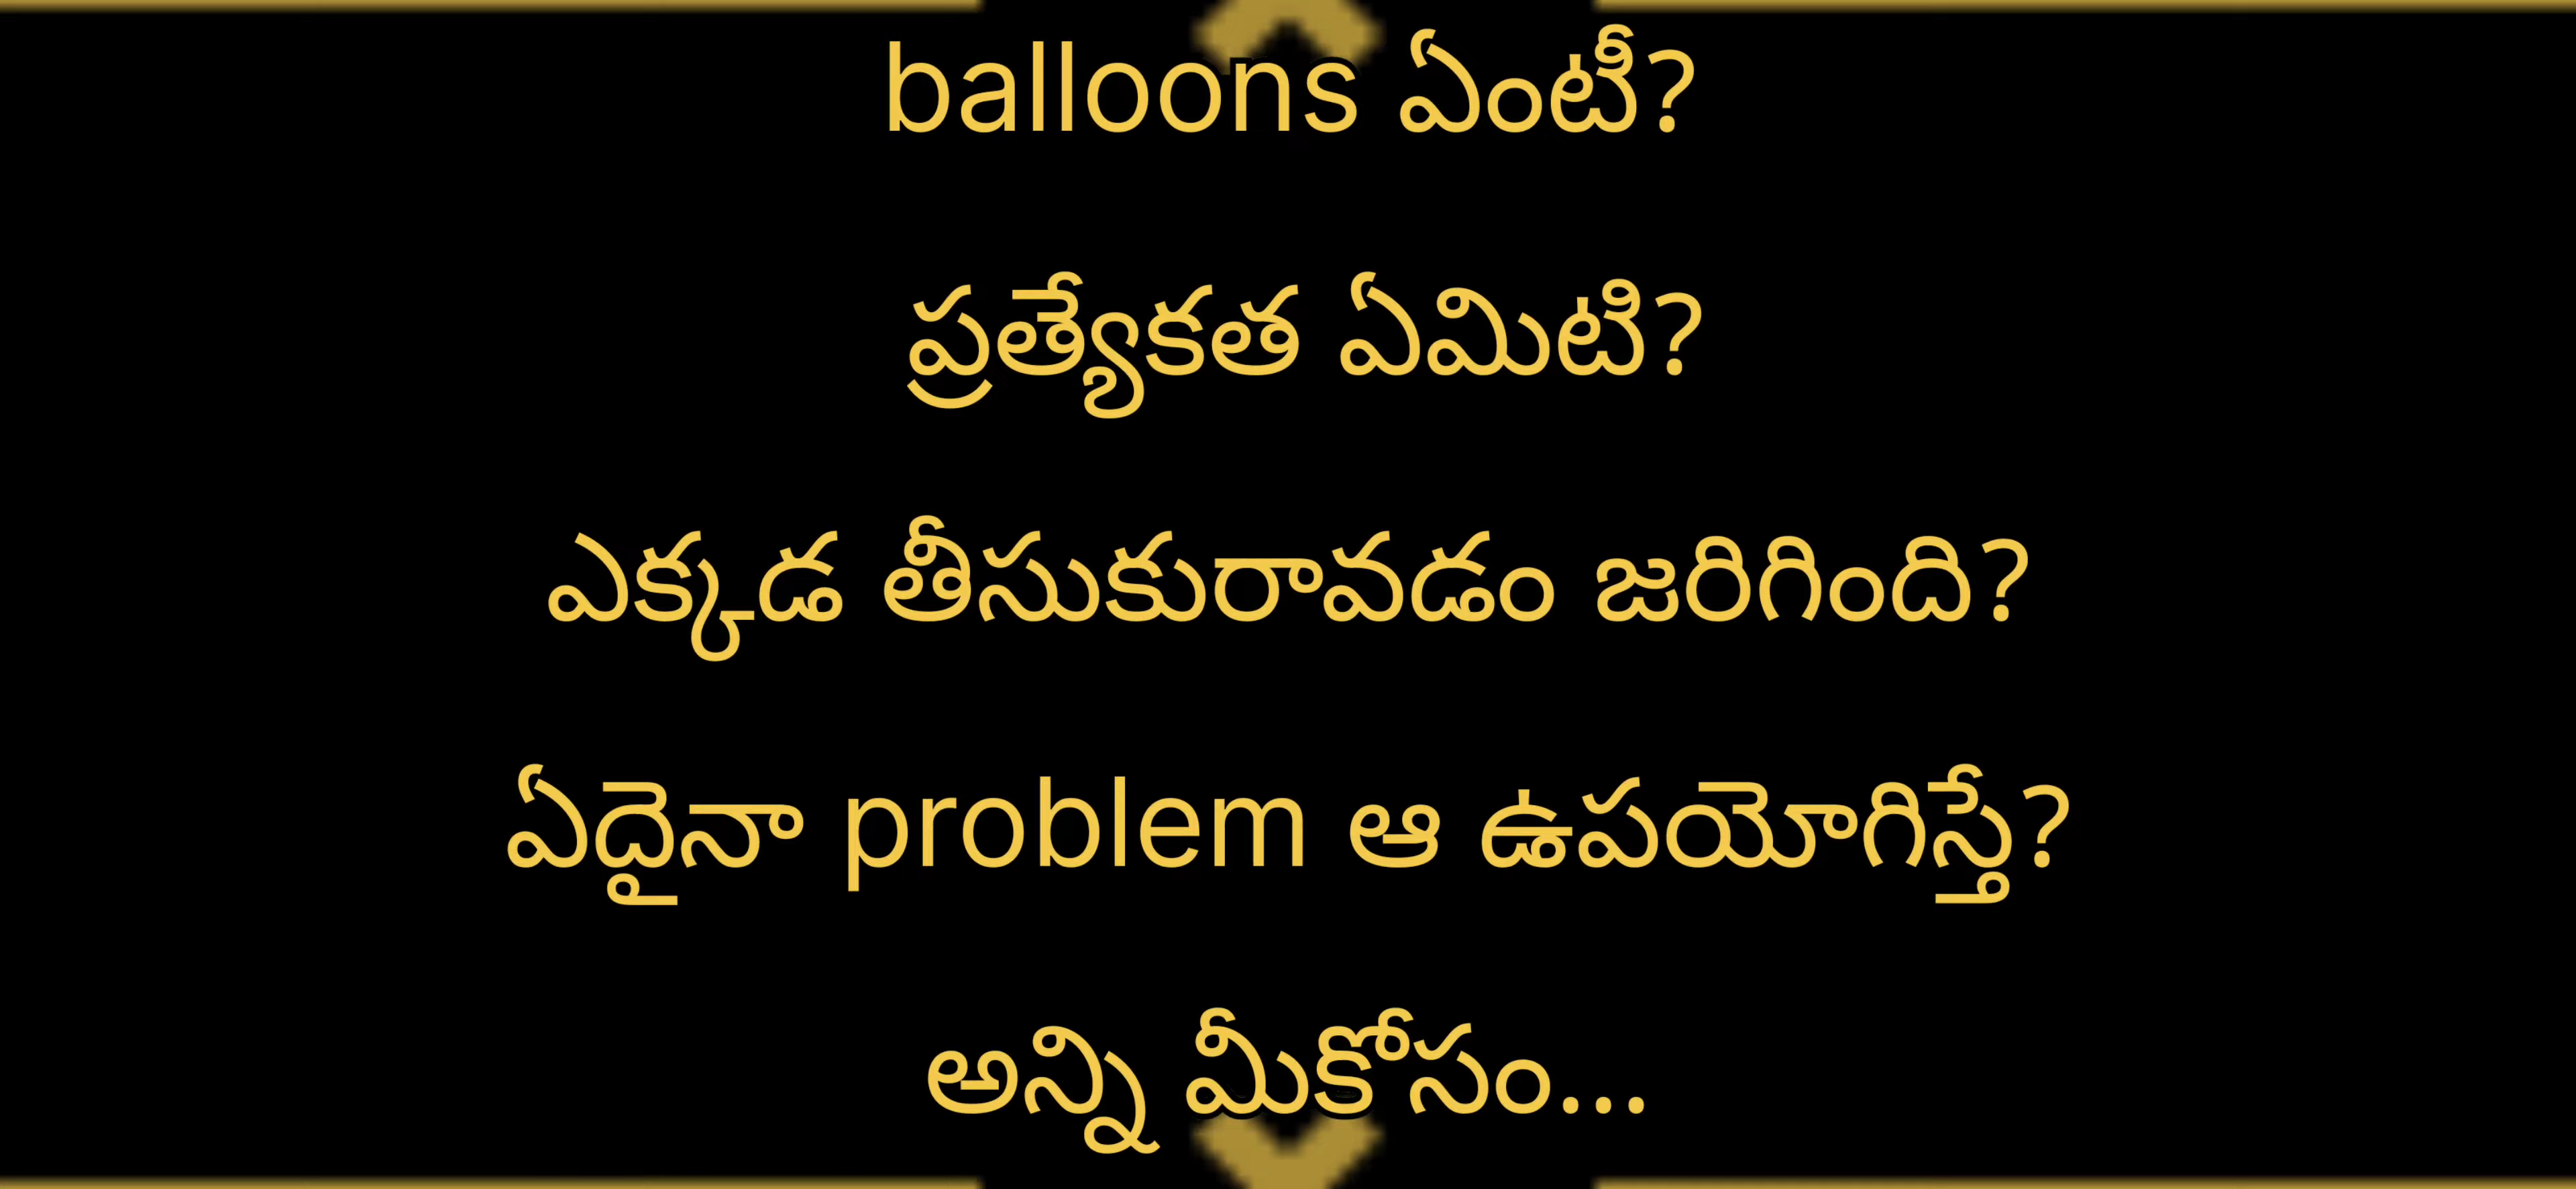 balloons ఏంటీ?
ప్రత్యేకత ఏమిటి?
ఎక్కడ తీసుకురావడం జరిగింది?
ఏదైనా problem ఆ ఉపయోగిస్తే?
అన్ని మీకోసం...